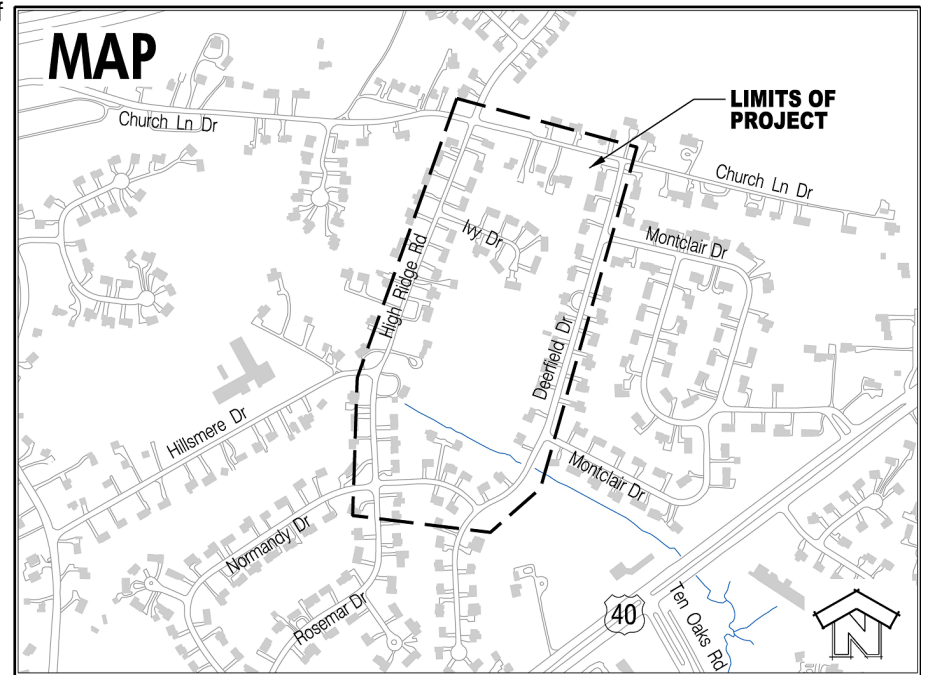 f
MAP
LIMITS OF
PROJECT
Church Ln Dr
Church Ln Dr
Ivy Dr
Montclair Dr
High Ridge Rd
Deerfield Dr
Hillsmere Dr
Montclair Dr
Normandy Dr
Rosemar Dr
40
Ten Oaks Rd
N